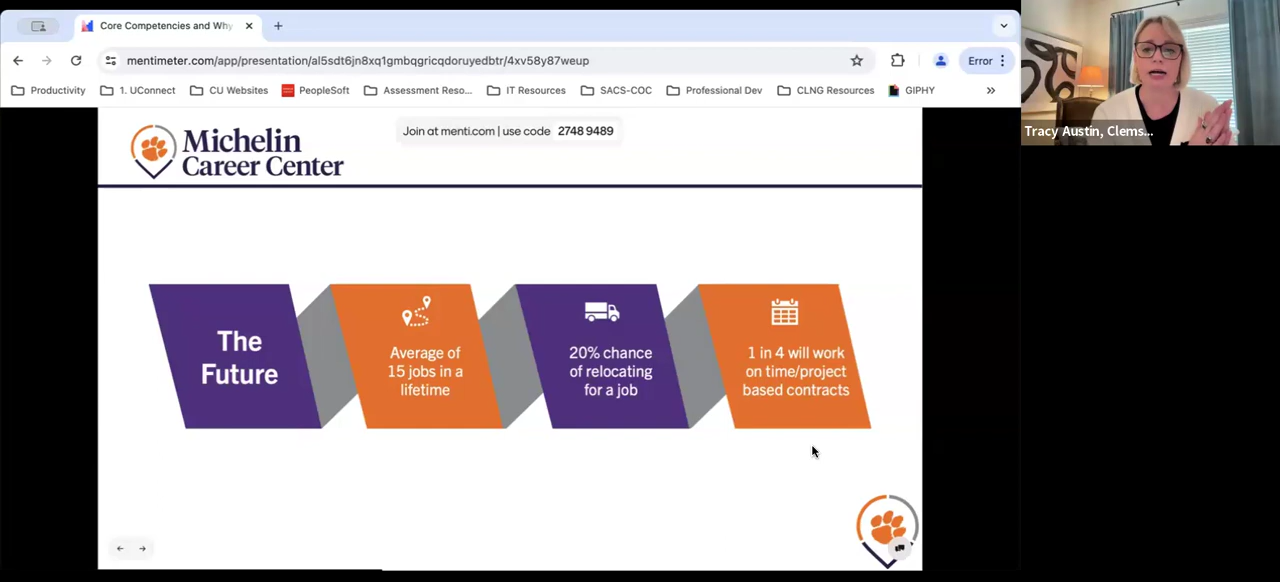 Core Competencies and Why
mentimeter.com/app/presentation/al5sdt6jn8xq1gmbqgrioqauruyedbtr/4xv58y87weup
Error
Productivity
1. UConnect
CU Websites
PeopleSoft
Assessment Reso...
IT Resources
SACS-COC
Professional Dev
CLNG Resources
GIPHY
»
Tracy Austin, Clems...
Michelin
Career Center
Join at menti.com | use code 2748 9489
The
Future
Average of
15 jobs in a
lifetime
20% chance
of relocating
for a job
1 in 4 will work
on time/project
based contracts